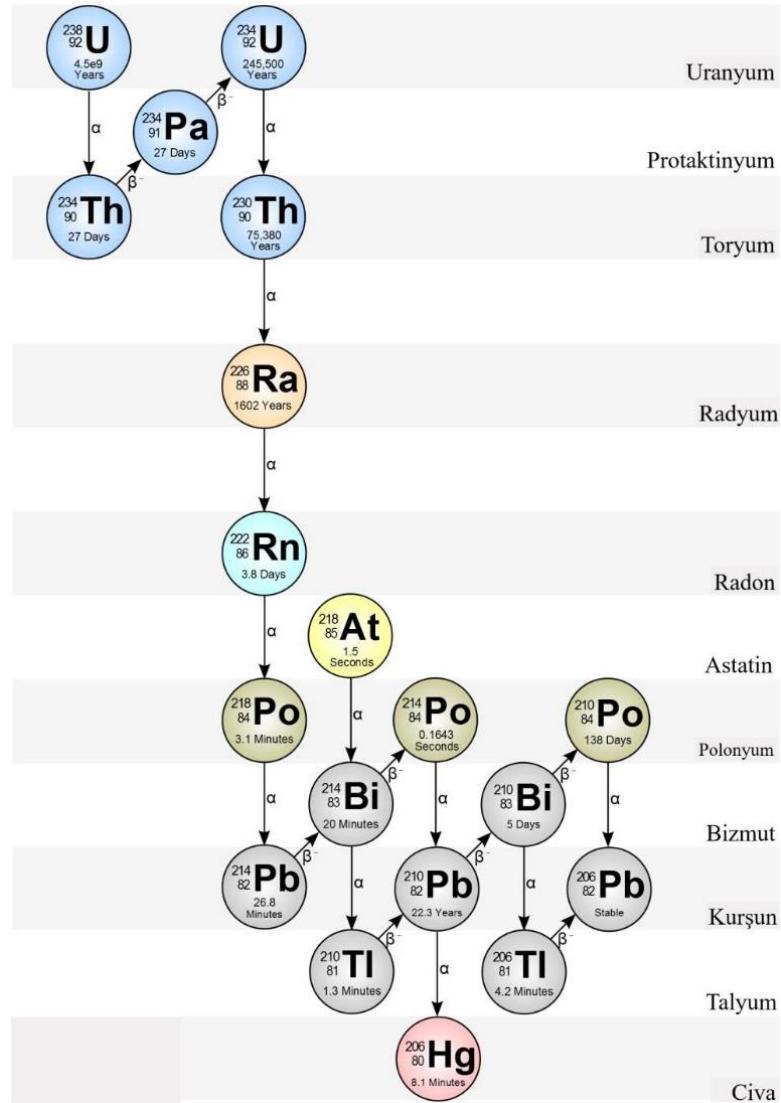 238
92 U
4.5e9
Years
234
92 U
245,500
Years
Uranyum
α
β⁻
α
234
91 Pa
27 Days
β⁻
Protaktinyum
234
90 Th
27 Days
230
90 Th
75,380
Years
Toryum
α
226
88 Ra
1602 Years
Radyum
α
222
86 Rn
3.8 Days
Radon
α
218
85 At
1.5
Seconds
Astatin
218
84 Po
3.1 Minutes
α
214
84 Po
0.1643
Seconds
210
84 Po
138 Days
Polonyum
α
β⁻
α
β⁻
α
214
83 Bi
20 Minutes
210
83 Bi
5 Days
Bizmut
β⁻
β⁻
214
82 Pb
26.8
Minutes
α
210
82 Pb
22.3 Years
α
206
82 Pb
Stable
Kurşun
β⁻
β⁻
210
81 Tl
1.3 Minutes
α
206
81 Tl
4.2 Minutes
Talyum
206
80 Hg
8.1 Minutes
Civa